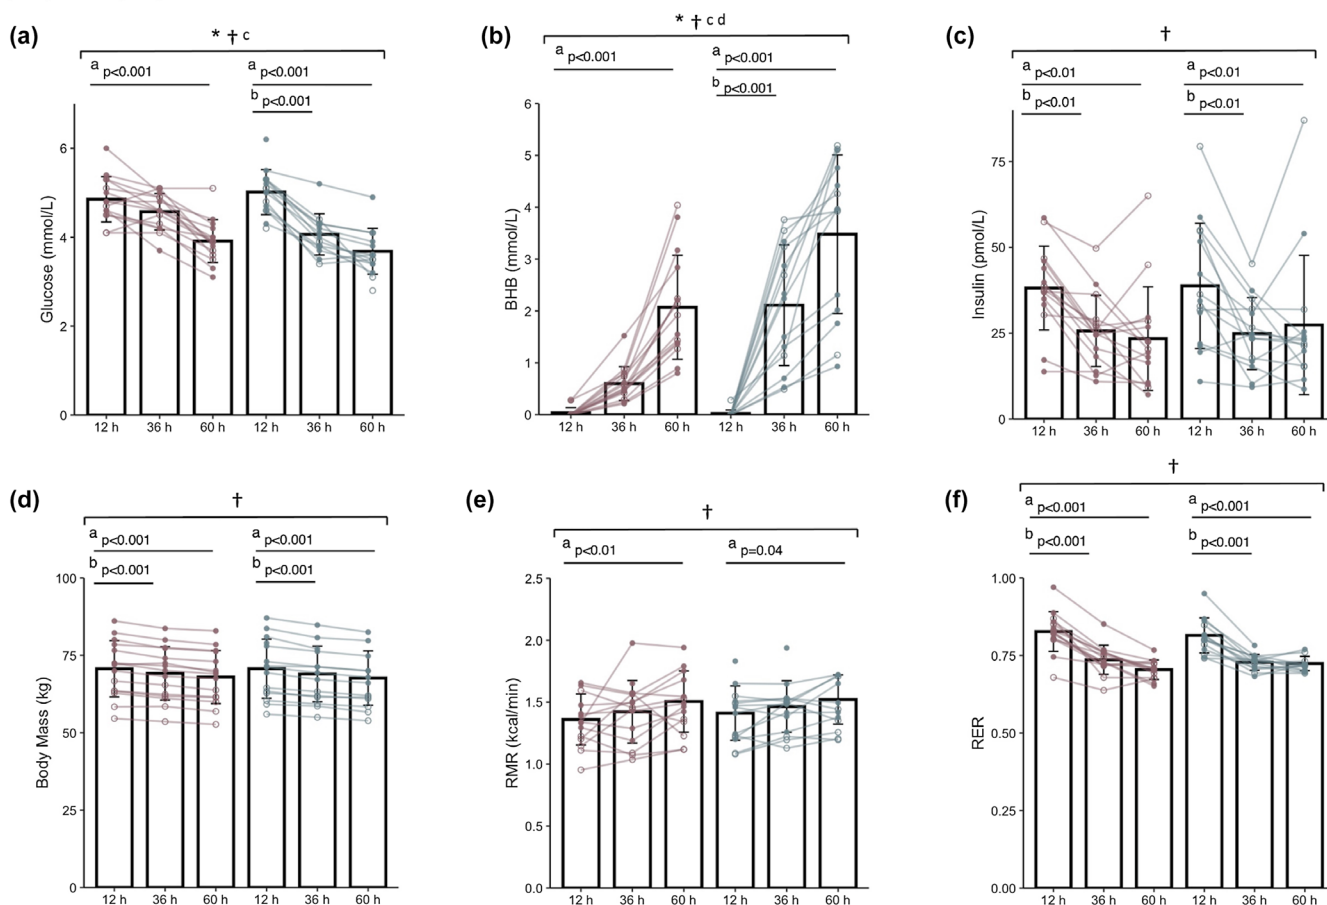 (a)
* † c
a p<0.001
a p<0.001
b p<0.001
Glucose (mmol/L)
6
4
2
0
12 h 36 h 60 h 12 h 36 h 60 h
(b)
* † c d
a p<0.001
a p<0.001
b p<0.001
BHB (mmol/L)
6
5
4
3
2
1
0
12 h 36 h 60 h 12 h 36 h 60 h
(c)
†
a p<0.01
a p<0.01
b p<0.01
b p<0.01
Insulin (pmol/L)
75
50
25
0
12 h 36 h 60 h 12 h 36 h 60 h
(d)
†
a p<0.001
a p<0.001
b p<0.001
b p<0.001
Body Mass (kg)
100
75
50
25
0
12 h 36 h 60 h 12 h 36 h 60 h
(e)
†
a p<0.01
a p=0.04
RMR (kcal/min)
2.5
2.0
1.5
1.0
0.5
0.0
12 h 36 h 60 h 12 h 36 h 60 h
(f)
†
a p<0.001
a p<0.001
b p<0.001
b p<0.001
RER
1.00
0.75
0.50
0.25
0.00
12 h 36 h 60 h 12 h 36 h 60 h